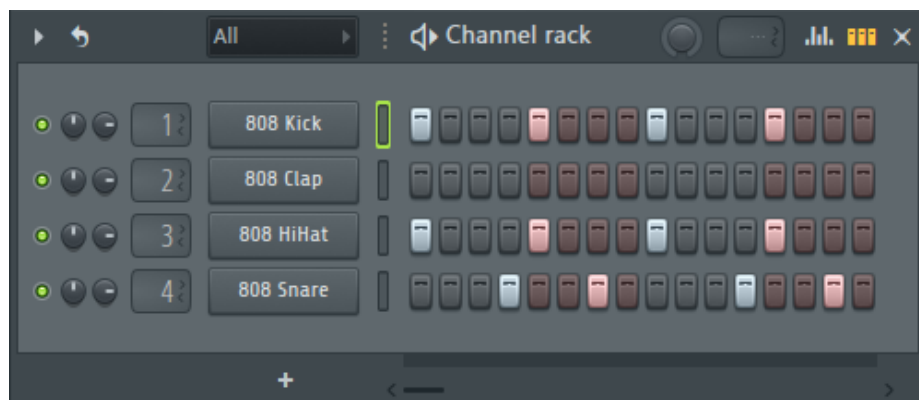 All Channel rack ---
1 808 Kick
2 808 Clap
3 808 HiHat
4 808 Snare
+